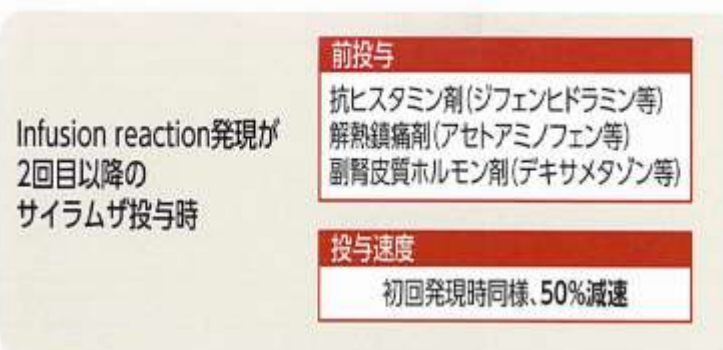 Infusion reaction発現が
2回目以降の
サイラムザ投与時
前投与
抗ヒスタミン剤(ジフェンヒドラミン等)
解熱鎮痛剤(アセトアミノフェン等)
副腎皮質ホルモン剤(デキサメタゾン等)
投与速度
初回発現時同様、50%減速